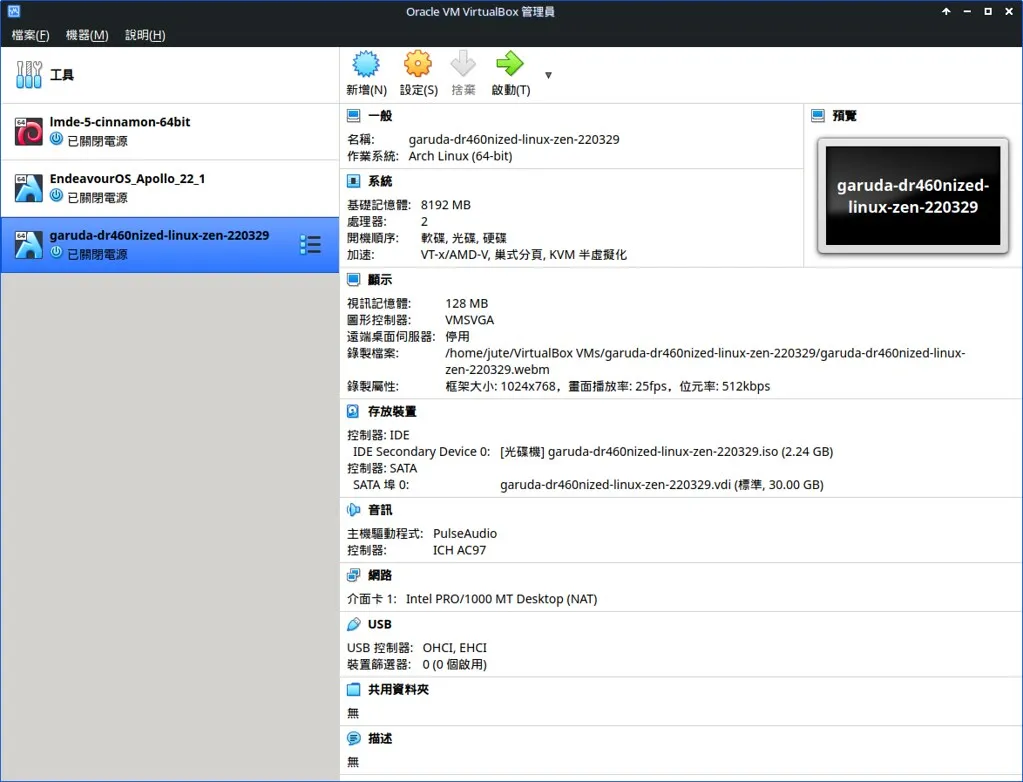 Oracle VM VirtualBox 管理員
檔案(F) 機器(M) 說明(H)
工具
64
lmde-5-cinnamon-64bit
已關閉電源
64
EndeavourOS_Apollo_22_1
已關閉電源
64
garuda-dr460nized-linux-zen-220329
已關閉電源
新增(N) 設定(S) 捨棄 啟動(T)
一般
名稱: garuda-dr460nized-linux-zen-220329
作業系統: Arch Linux (64-bit)
預覽
garuda-dr460nized-
linux-zen-220329
系統
基礎記憶體: 8192 MB
處理器: 2
開機順序: 軟碟, 光碟, 硬碟
加速: VT-x/AMD-V, 巢式分頁, KVM 半虛擬化
顯示
視訊記憶體: 128 MB
圖形控制器: VMSVGA
遠端桌面伺服器: 停用
錄製檔案: /home/jute/VirtualBox VMs/garuda-dr460nized-linux-zen-220329/garuda-dr460nized-linux-
zen-220329.webm
錄製屬性: 框架大小: 1024x768，畫面播放率: 25fps，位元率: 512kbps
存放裝置
控制器: IDE
IDE Secondary Device 0: [光碟機] garuda-dr460nized-linux-zen-220329.iso (2.24 GB)
控制器: SATA
SATA 埠 0: garuda-dr460nized-linux-zen-220329.vdi (標準, 30.00 GB)
音訊
主機驅動程式: PulseAudio
控制器: ICH AC97
網路
介面卡 1: Intel PRO/1000 MT Desktop (NAT)
USB
USB 控制器: OHCI, EHCI
裝置篩選器: 0 (0 個啟用)
共用資料夾
無
描述
無